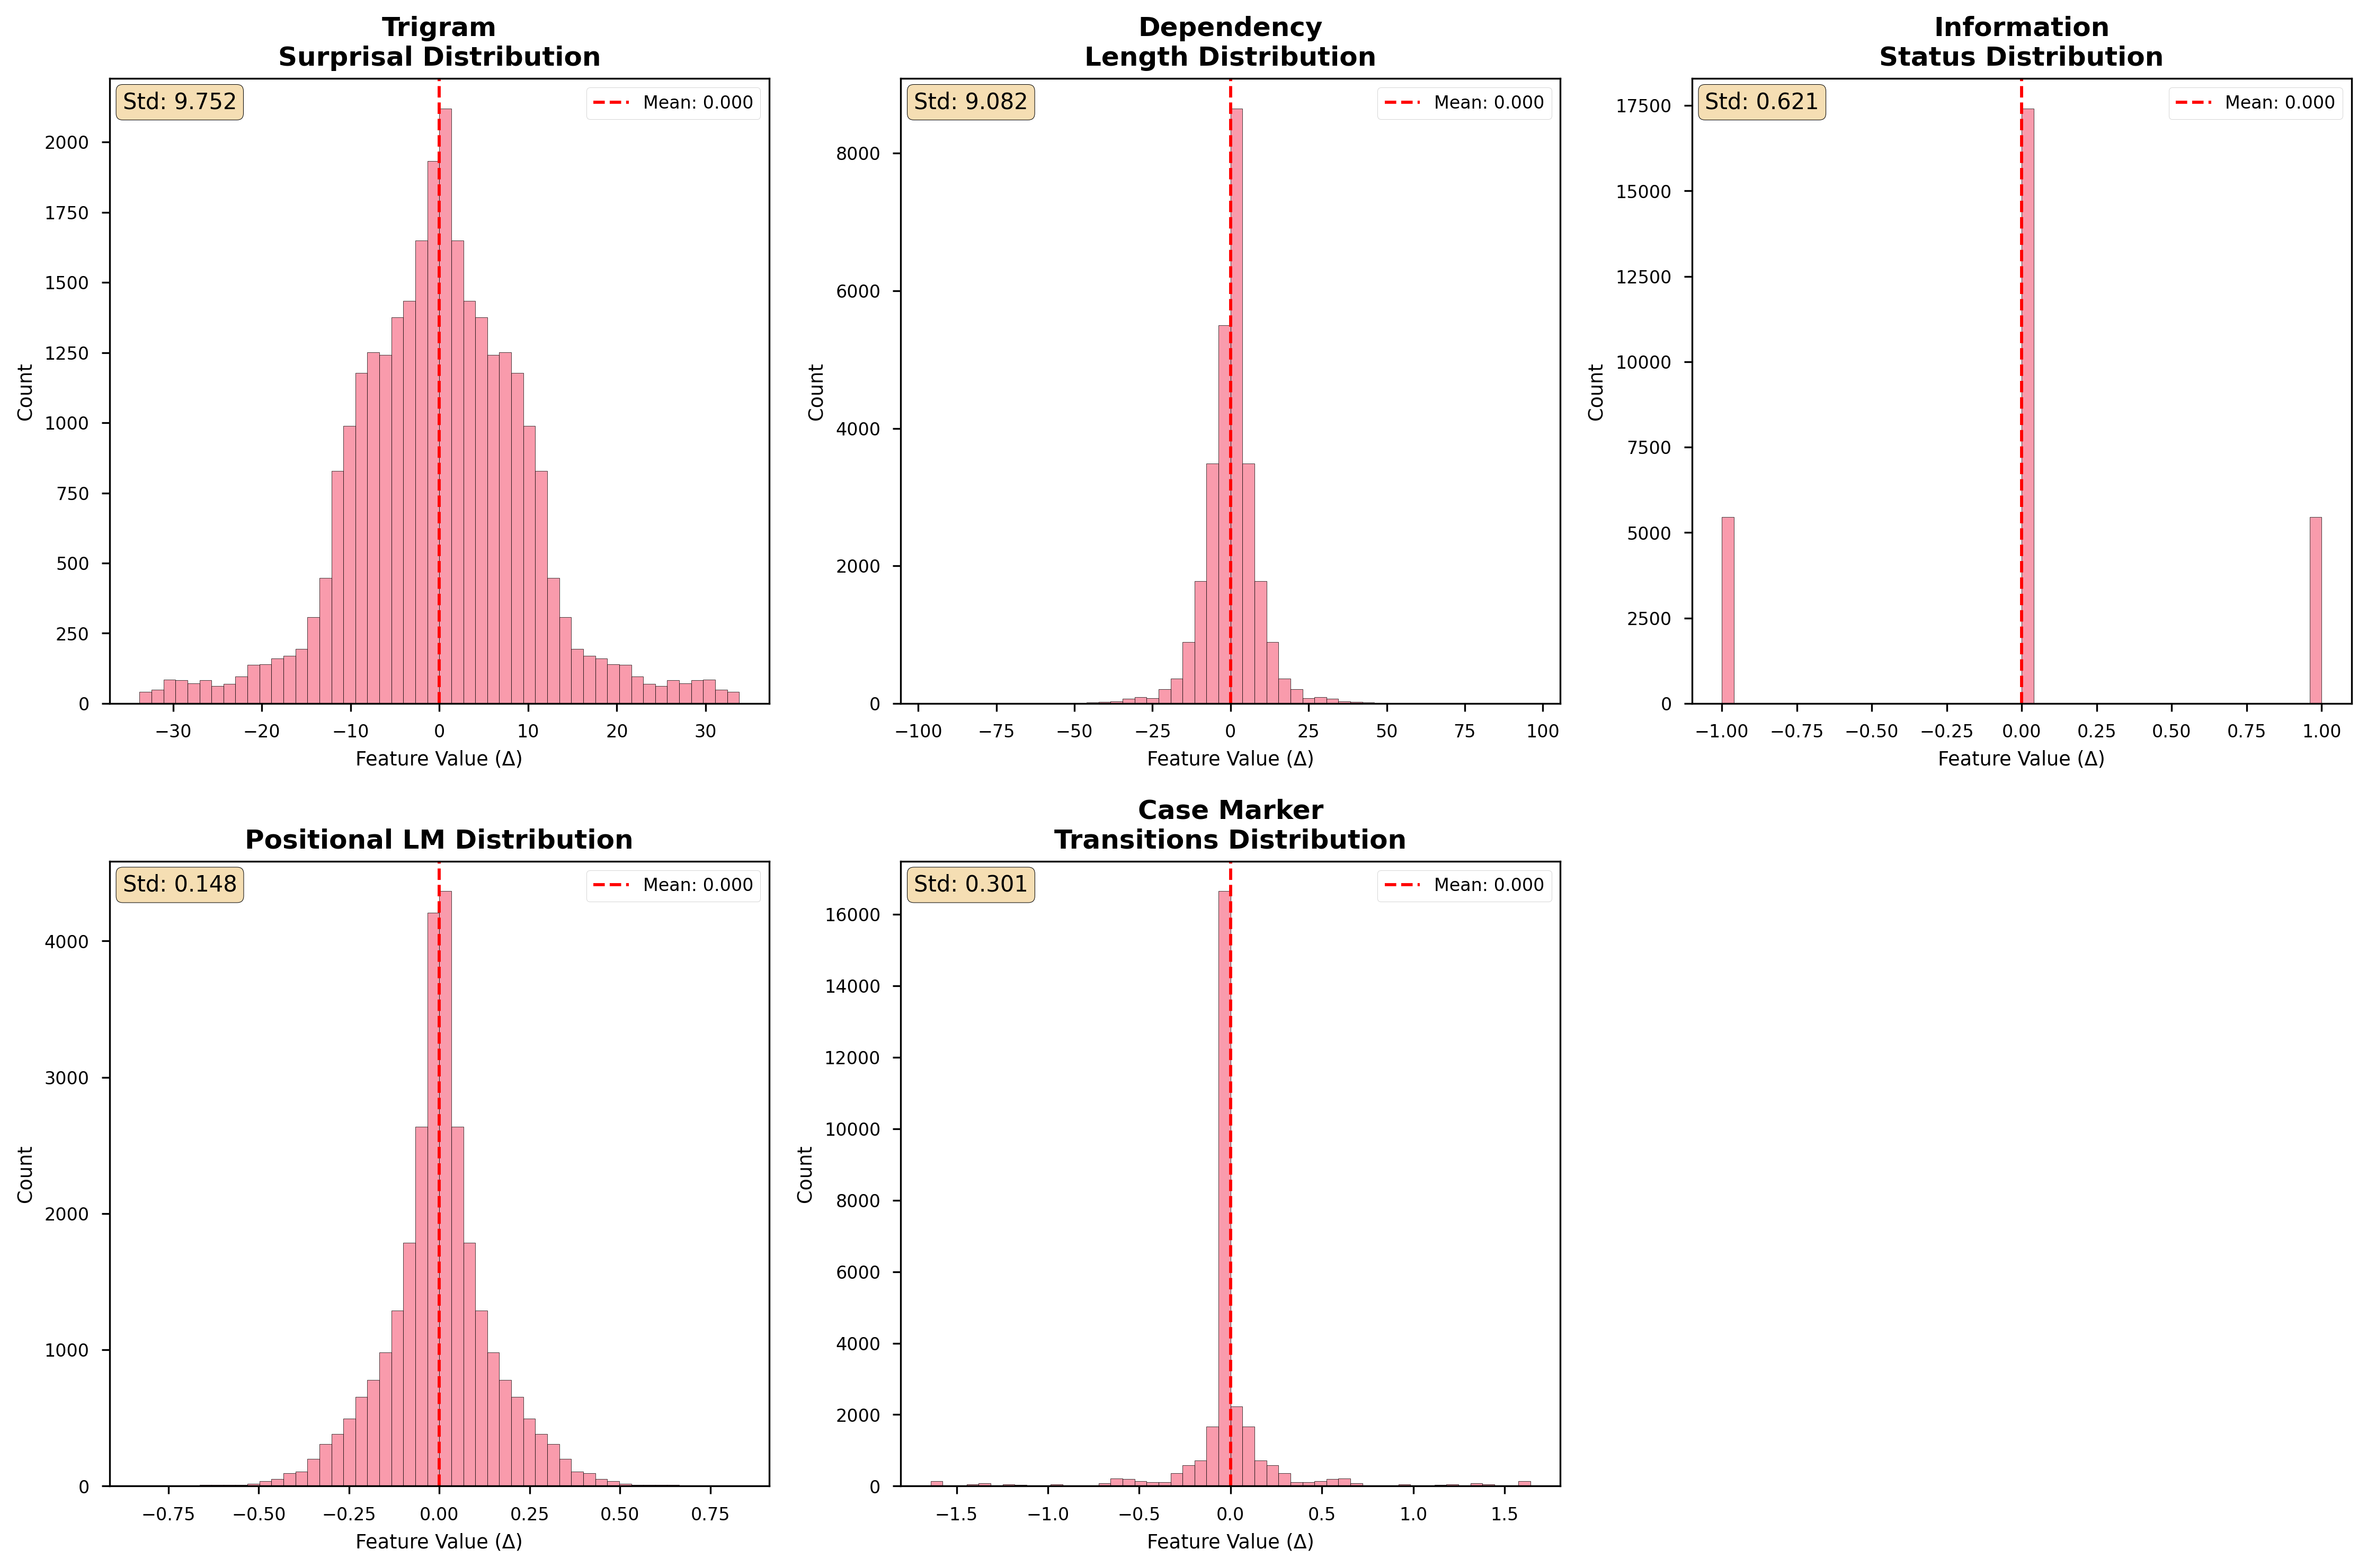 Trigram
Surprisal Distribution
Std: 9.752
Mean: 0.000
Count
2000
1750
1500
1250
1000
750
500
250
0
−30 −20 −10 0 10 20 30
Feature Value (Δ)
Dependency
Length Distribution
Std: 9.082
Mean: 0.000
Count
8000
6000
4000
2000
0
−100 −75 −50 −25 0 25 50 75 100
Feature Value (Δ)
Information
Status Distribution
Std: 0.621
Mean: 0.000
Count
17500
15000
12500
10000
7500
5000
2500
0
−1.00 −0.75 −0.50 −0.25 0.00 0.25 0.50 0.75 1.00
Feature Value (Δ)
Positional LM Distribution
Std: 0.148
Mean: 0.000
Count
4000
3000
2000
1000
0
−0.75 −0.50 −0.25 0.00 0.25 0.50 0.75
Feature Value (Δ)
Case Marker
Transitions Distribution
Std: 0.301
Mean: 0.000
Count
16000
14000
12000
10000
8000
6000
4000
2000
0
−1.5 −1.0 −0.5 0.0 0.5 1.0 1.5
Feature Value (Δ)